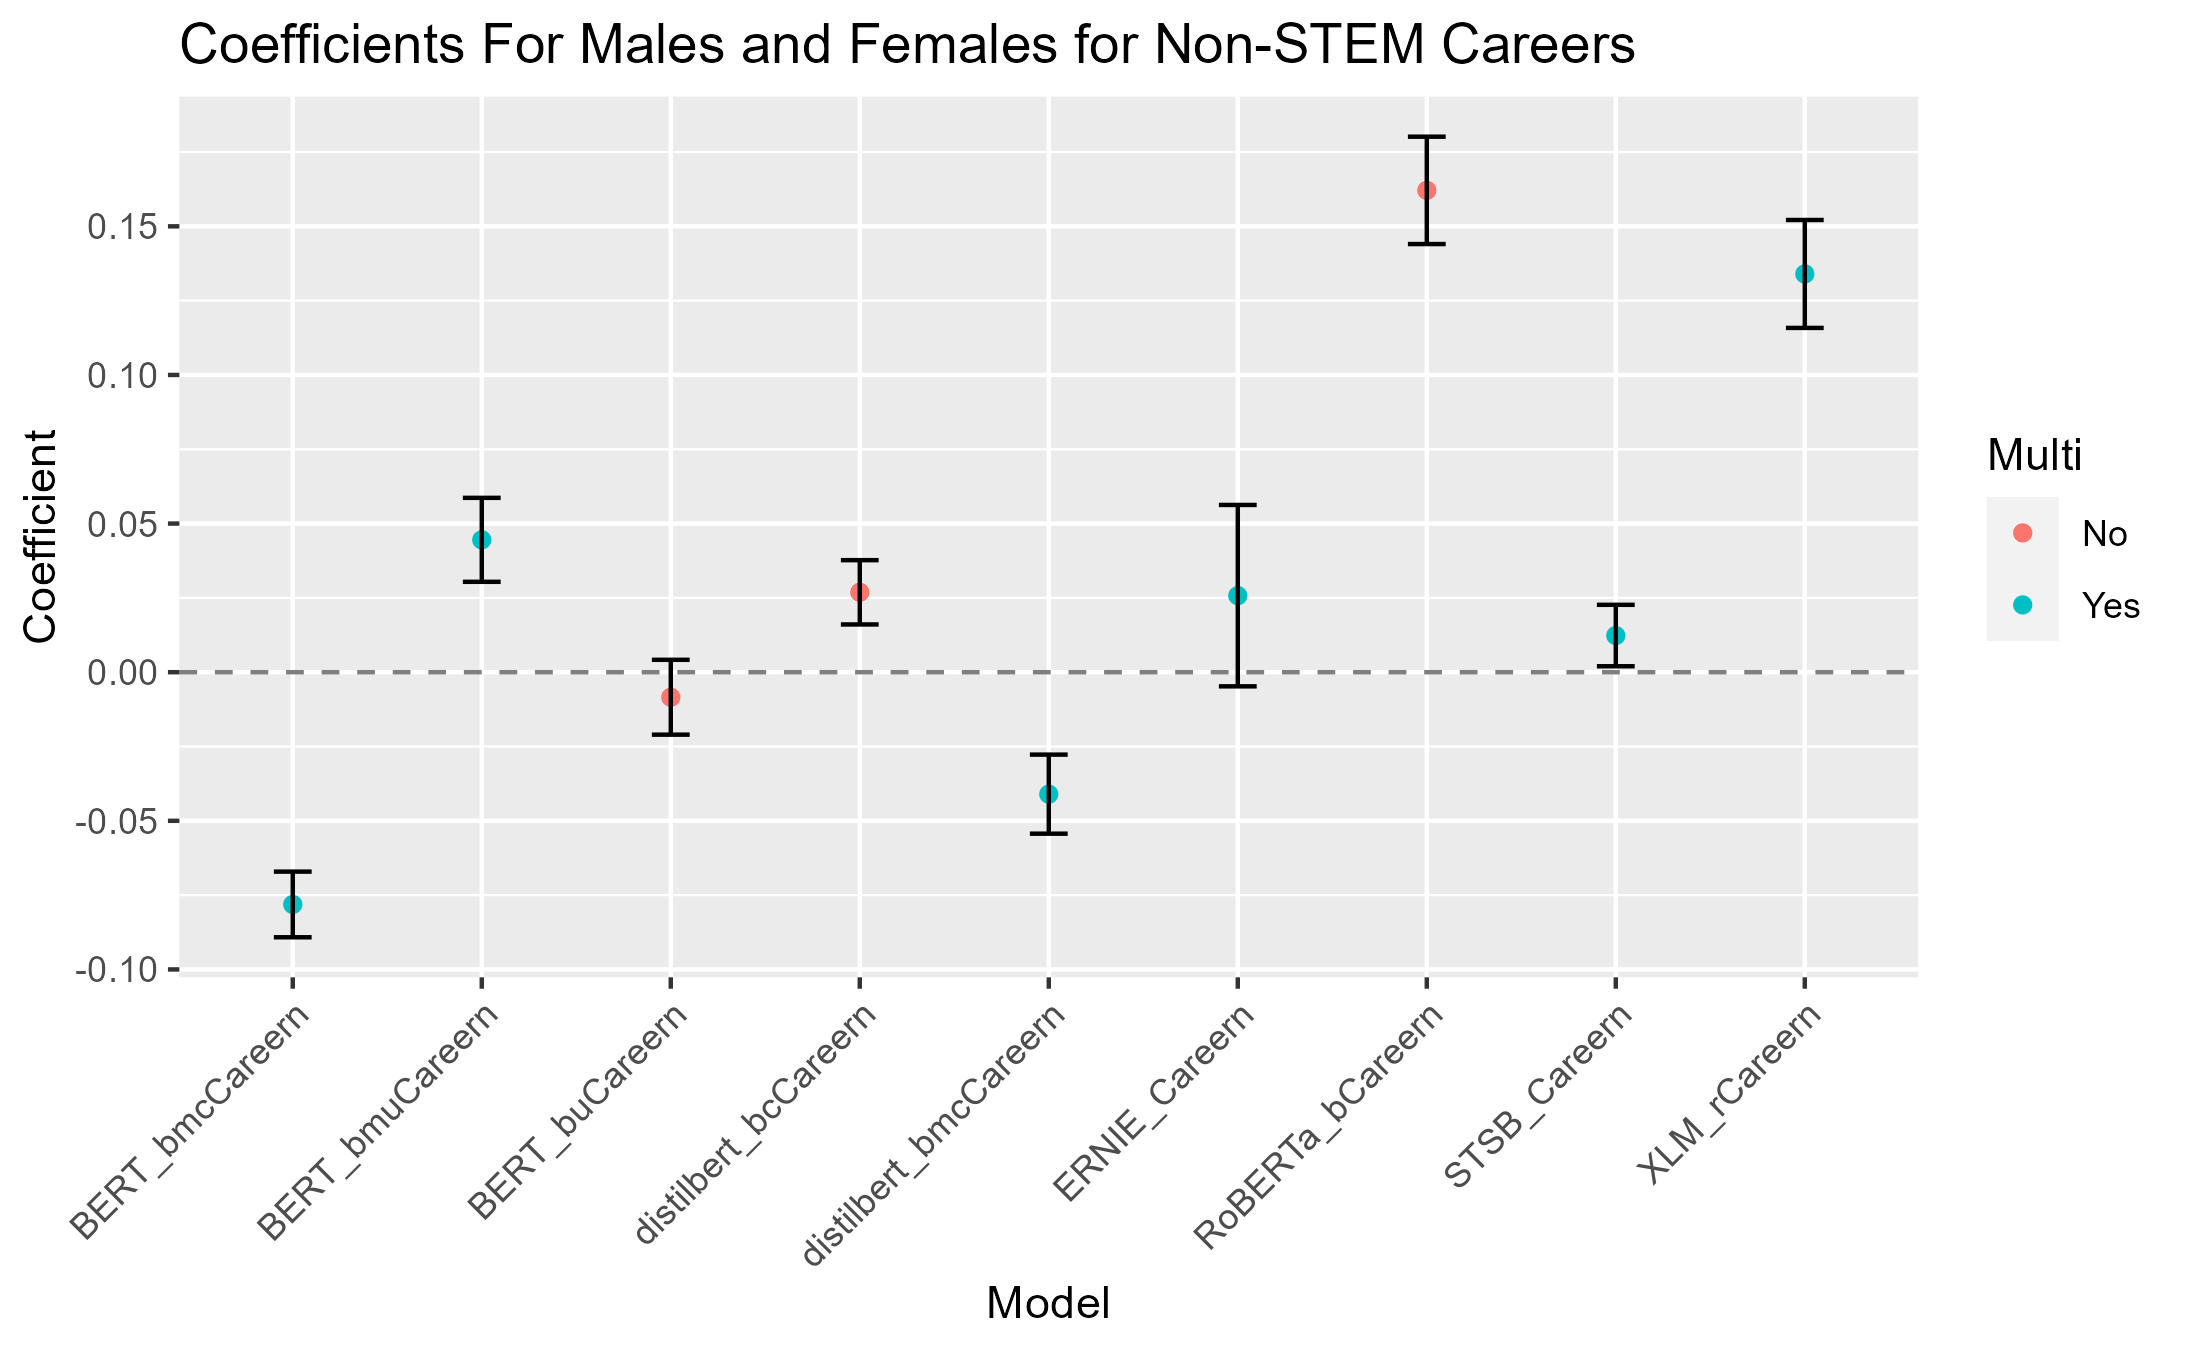 Coefficients For Males and Females for Non-STEM Careers
Coefficient
0.15
0.10
0.05
0.00
-0.05
-0.10
BERT_bmcCareern
BERT_bmuCareern
BERT_buCareern
distilbert_bcCareern
distilbert_bmcCareern
ERNIE_Careern
RoBERTa_bCareern
STSB_Careern
XLM_rCareern
Model
Multi
No
Yes